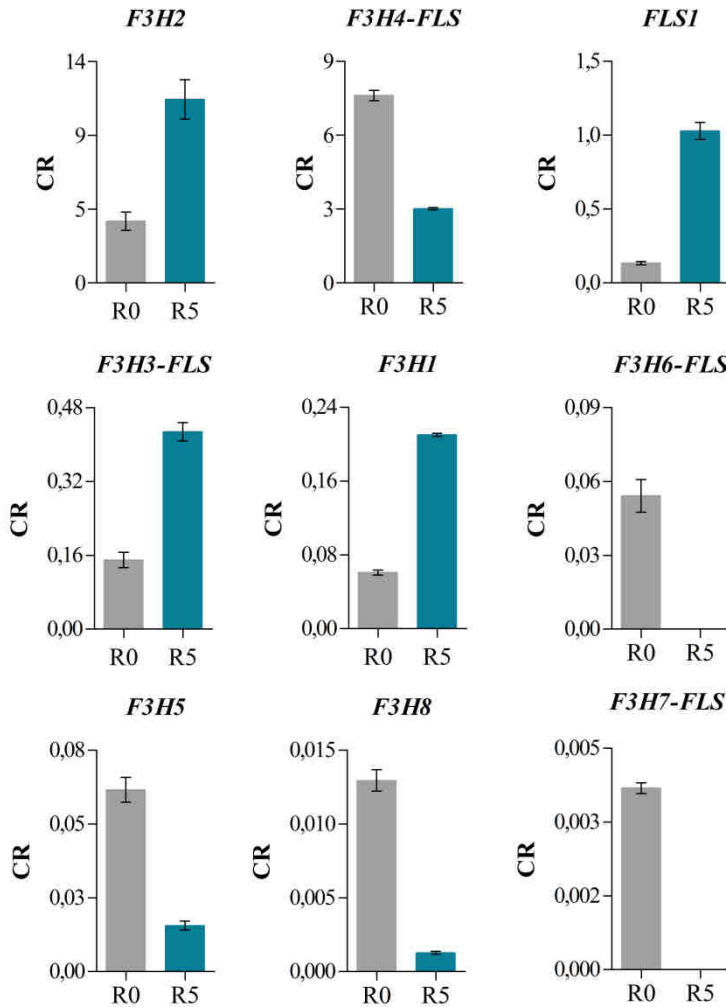 F3H2
14
9
5
0
CR
R0 R5
F3H4-FLS
9
6
3
0
CR
R0 R5
FLS1
1,5
1,0
0,5
0,0
CR
R0 R5
F3H3-FLS
0,48
0,32
0,16
0,00
CR
R0 R5
F3H1
0,24
0,16
0,08
0,00
CR
R0 R5
F3H6-FLS
0,09
0,06
0,03
0,00
CR
R0 R5
F3H5
0,08
0,05
0,03
0,00
CR
R0 R5
F3H8
0,015
0,010
0,005
0,000
CR
R0 R5
F3H7-FLS
0,005
0,003
0,002
0,000
CR
R0 R5